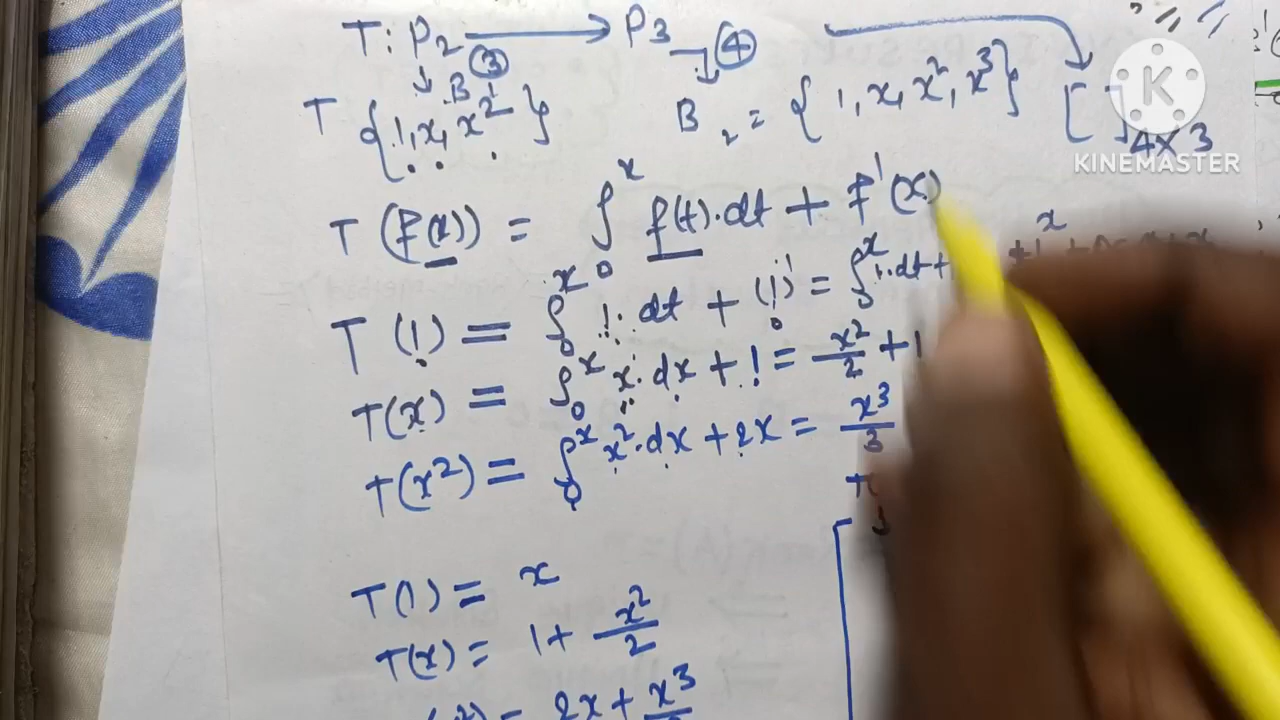 T: P₂ ⟶ P₃ ④
③
B₁
T {1, x, x²} B₂ = {1, x, x², x³} [ ]₄ₓ₃
KINEMASTER
T(f(x)) = ∫₀ˣ f(t)·dt + f'(x)
T(1) = ∫₀ˣ 1·dt + (1)' = ∫₀ˣ 1·dt +
T(x) = ∫₀ˣ x·dx + 1 = x²/2 + 1
T(x²) = ∫₀ˣ x²·dx + 2x = x³/3
T(1) = x
T(x) = 1 + x²/2
= 2x + x³